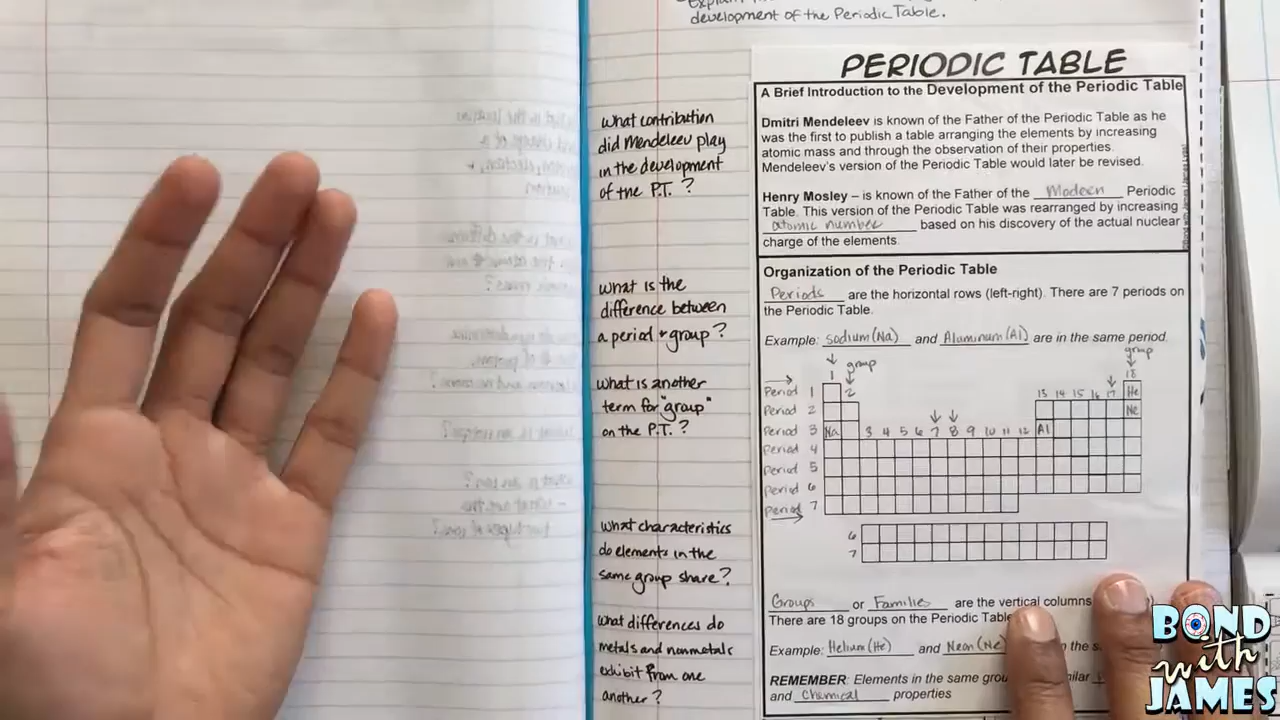 development of the Periodic Table.
What contribution
did Mendeleev play
in the development
of the P.T. ?
What is the
difference between
a period + group?
What is another
term for "group"
on the P.T. ?
What characteristics
do elements in the
same group share?
What differences do
metals and nonmetals
exhibit from one
another?
PERIODIC TABLE
A Brief Introduction to the Development of the Periodic Table
Dmitri Mendeleev is known of the Father of the Periodic Table as he
was the first to publish a table arranging the elements by increasing
atomic mass and through the observation of their properties.
Mendeleev's version of the Periodic Table would later be revised.
Henry Mosley – is known of the Father of the Modern Periodic
Table. This version of the Periodic Table was rearranged by increasing
atomic number based on his discovery of the actual nuclear
charge of the elements.
Organization of the Periodic Table
Periods are the horizontal rows (left-right). There are 7 periods on
the Periodic Table.
Example: sodium (Na) and Aluminum (Al) are in the same period.
group
1 group 18
Period 1 2 13 14 15 16 17 He
Period 2 Ne
Period 3 Na 3 4 5 6 7 8 9 10 11 12 Al
Period 4
Period 5
Period 6
Period 7
6
7
Groups or Families are the vertical columns
There are 18 groups on the Periodic Table
Example: Helium (He) and Neon (Ne) in the s
REMEMBER: Elements in the same grou milar
and chemical properties
BOND
with
JAMES